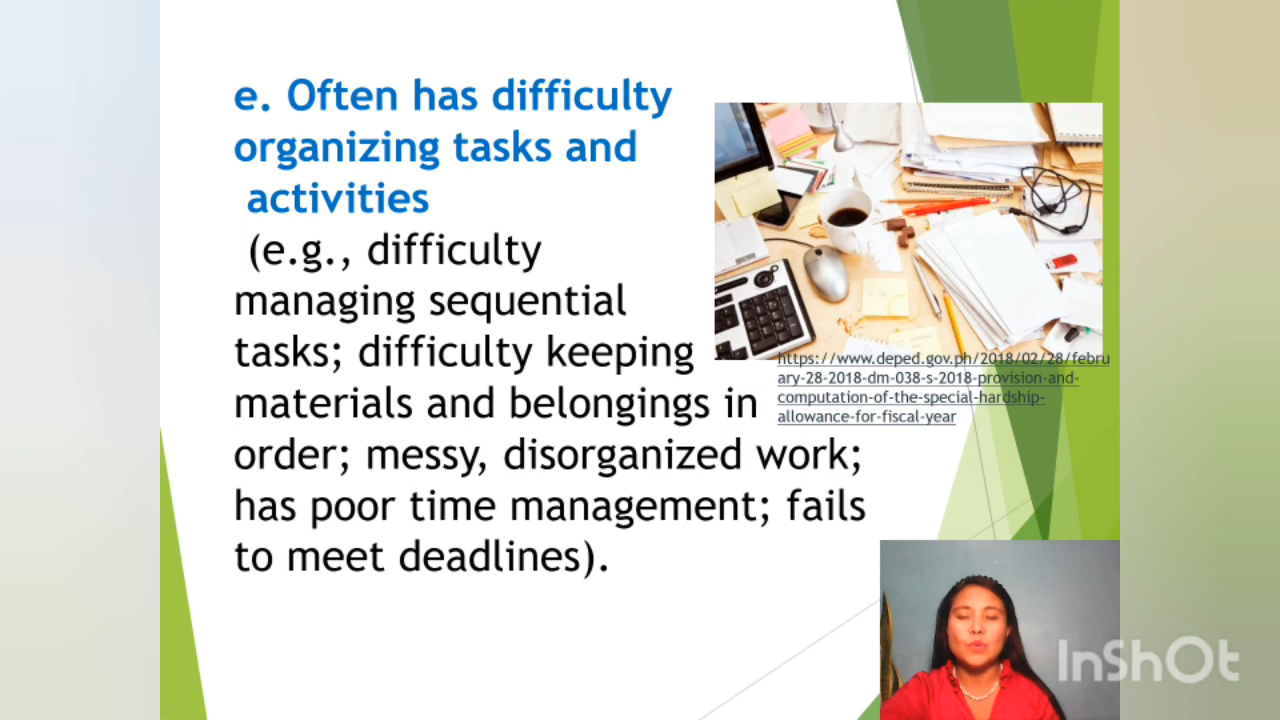 e. Often has difficulty
organizing tasks and
activities
(e.g., difficulty
managing sequential
tasks; difficulty keeping
materials and belongings in
order; messy, disorganized work;
has poor time management; fails
to meet deadlines).
https://www.deped.gov.ph/2018/02/28/febru
ary-28-2018-dm-038-s-2018-provision-and-
computation-of-the-special-hardship-
allowance-for-fiscal-year
InShOt